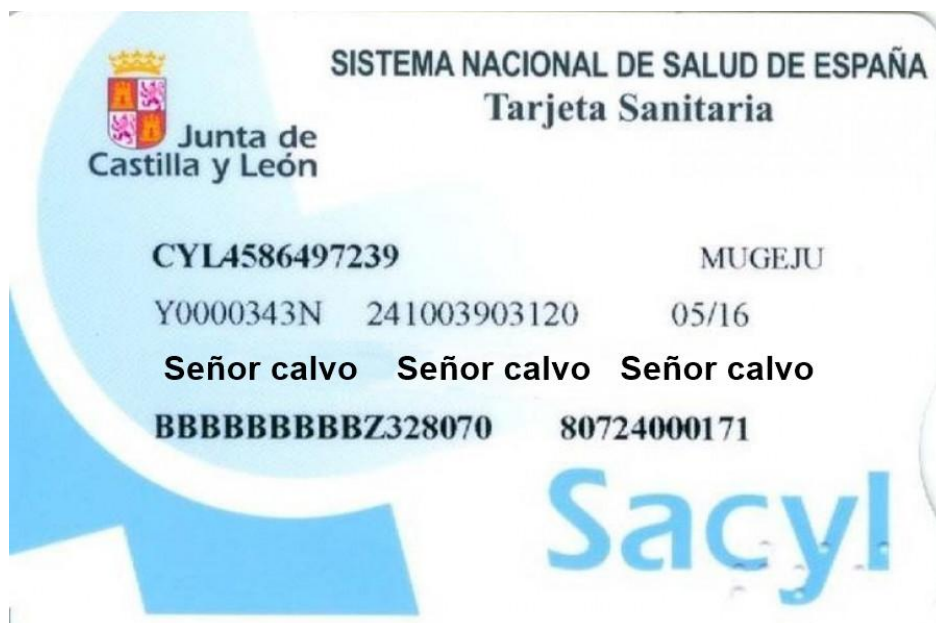 SISTEMA NACIONAL DE SALUD DE ESPAÑA
Tarjeta Sanitaria
Junta de
Castilla y León
CYL4586497239 MUGEJU
Y0000343N 241003903120 05/16
Señor calvo Señor calvo Señor calvo
BBBBBBBBBZ328070 80724000171
Sacyl